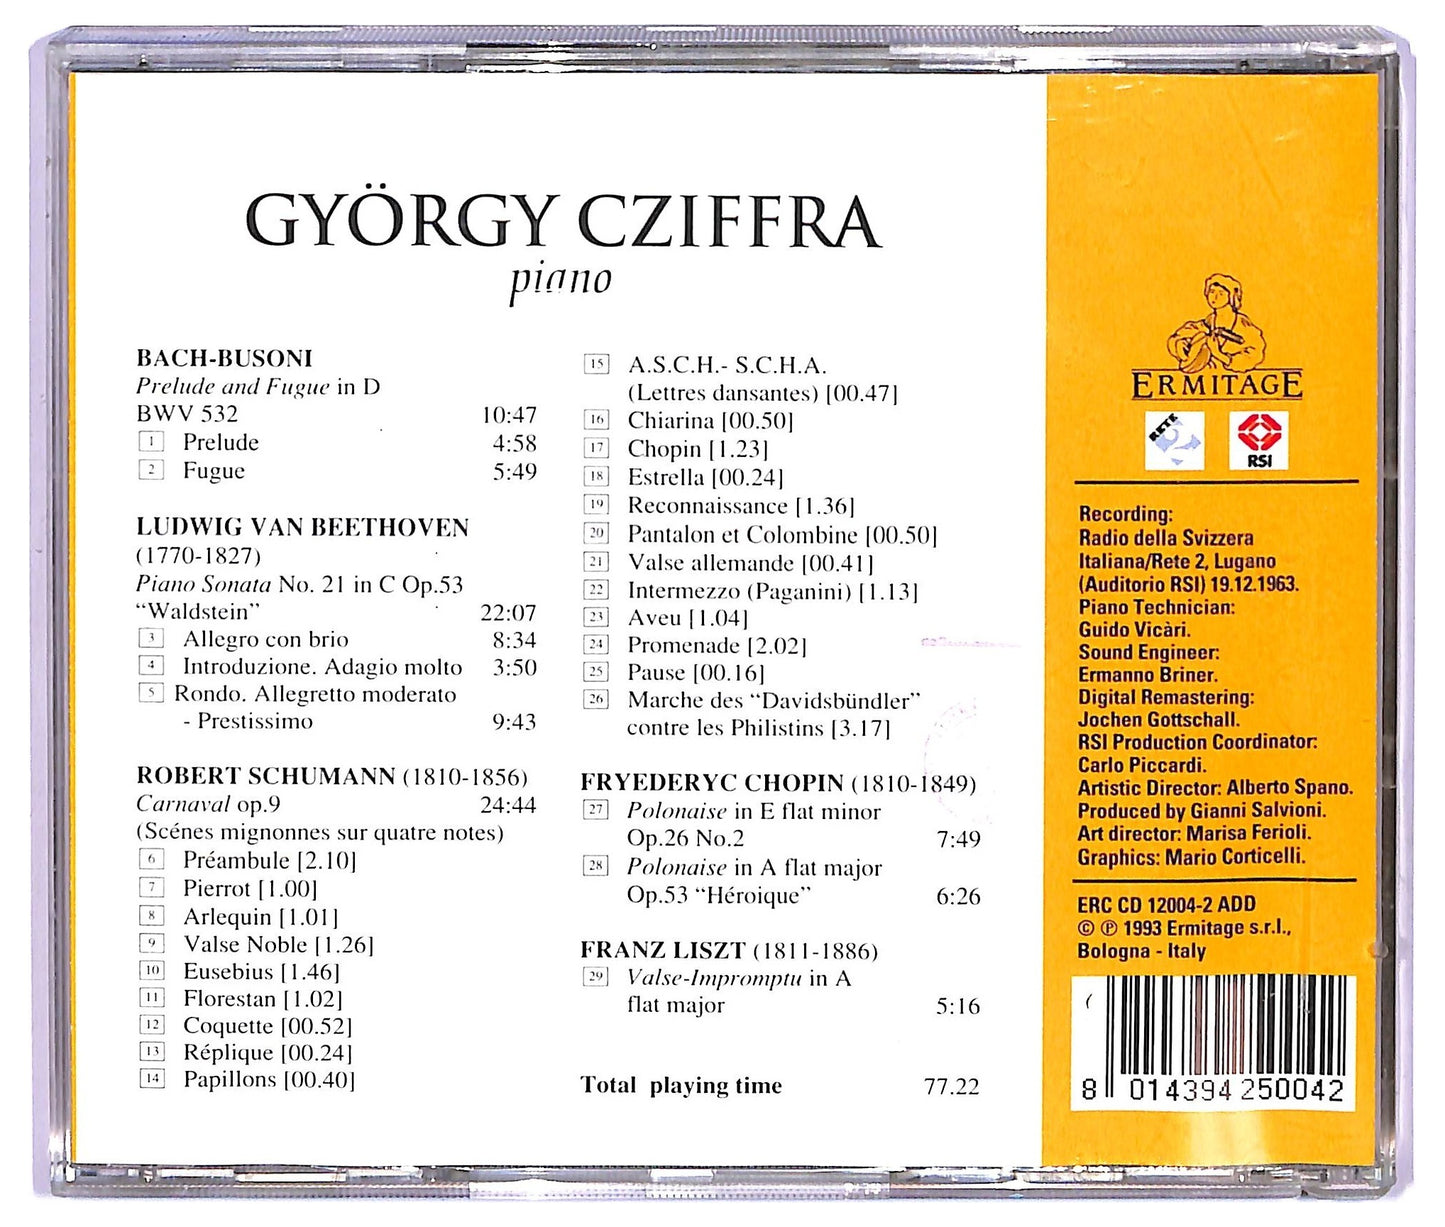 GYÖRGY CZIFFRA
piano
BACH-BUSONI
Prelude and Fugue in D
BWV 532 10:47
1 Prelude 4:58
2 Fugue 5:49
LUDWIG VAN BEETHOVEN
(1770-1827)
Piano Sonata No. 21 in C Op.53
“Waldstein” 22:07
3 Allegro con brio 8:34
4 Introduzione. Adagio molto 3:50
5 Rondo. Allegretto moderato
- Prestissimo 9:43
ROBERT SCHUMANN (1810-1856)
Carnaval op.9 24:44
(Scénes mignonnes sur quatre notes)
6 Préambule [2.10]
7 Pierrot [1.00]
8 Arlequin [1.01]
9 Valse Noble [1.26]
10 Eusebius [1.46]
11 Florestan [1.02]
12 Coquette [00.52]
13 Réplique [00.24]
14 Papillons [00.40]
15 A.S.C.H.- S.C.H.A.
(Lettres dansantes) [00.47]
16 Chiarina [00.50]
17 Chopin [1.23]
18 Estrella [00.24]
19 Reconnaissance [1.36]
20 Pantalon et Colombine [00.50]
21 Valse allemande [00.41]
22 Intermezzo (Paganini) [1.13]
23 Aveu [1.04]
24 Promenade [2.02]
25 Pause [00.16]
26 Marche des “Davidsbündler”
contre les Philistins [3.17]
FRYEDERYC CHOPIN (1810-1849)
27 Polonaise in E flat minor
Op.26 No.2 7:49
28 Polonaise in A flat major
Op.53 “Héroique” 6:26
FRANZ LISZT (1811-1886)
29 Valse-Impromptu in A
flat major 5:16
Total playing time 77.22
ERMITAGE
RETE 2
RSI
Recording:
Radio della Svizzera
Italiana/Rete 2, Lugano
(Auditorio RSI) 19.12.1963.
Piano Technician:
Guido Vicàri.
Sound Engineer:
Ermanno Briner.
Digital Remastering:
Jochen Gottschall.
RSI Production Coordinator:
Carlo Piccardi.
Artistic Director: Alberto Spano.
Produced by Gianni Salvioni.
Art director: Marisa Ferioli.
Graphics: Mario Corticelli.
ERC CD 12004-2 ADD
© ℗ 1993 Ermitage s.r.l.,
Bologna - Italy
8 014394 250042